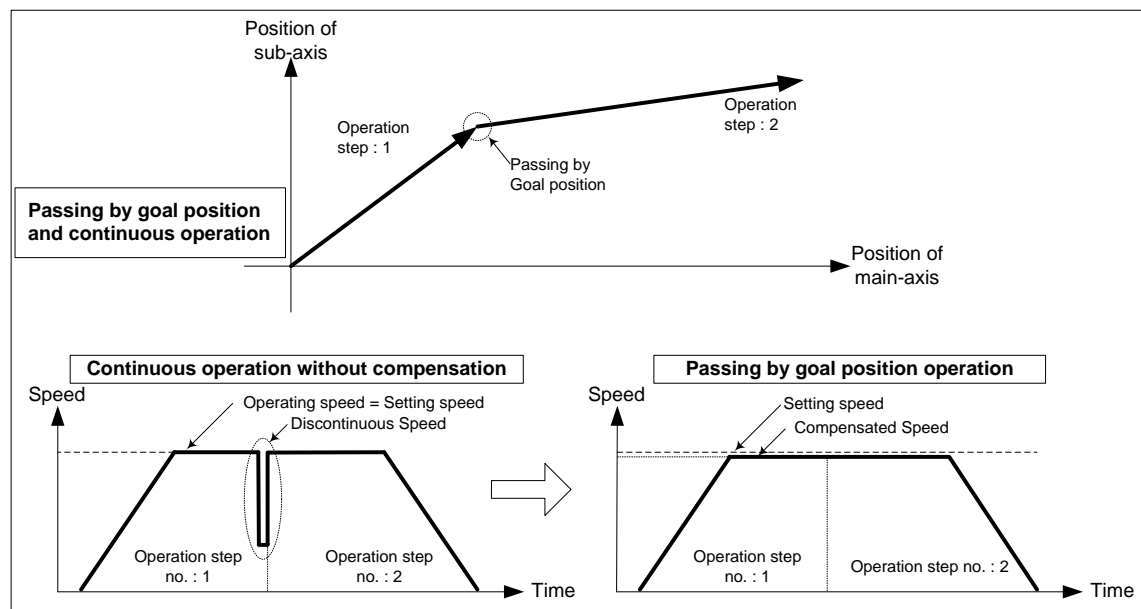 Position of
sub-axis
Operation
step : 1
Operation
step : 2
Passing by
Goal position
Passing by goal position
and continuous operation
Position of
main-axis
Continuous operation without compensation
Speed
Operating speed = Setting speed
Discontinuous Speed
Operation step
no. : 1
Operation step
no. : 2
Time
Passing by goal position operation
Speed
Setting speed
Compensated Speed
Operation step
no. : 1
Operation step no. : 2
Time